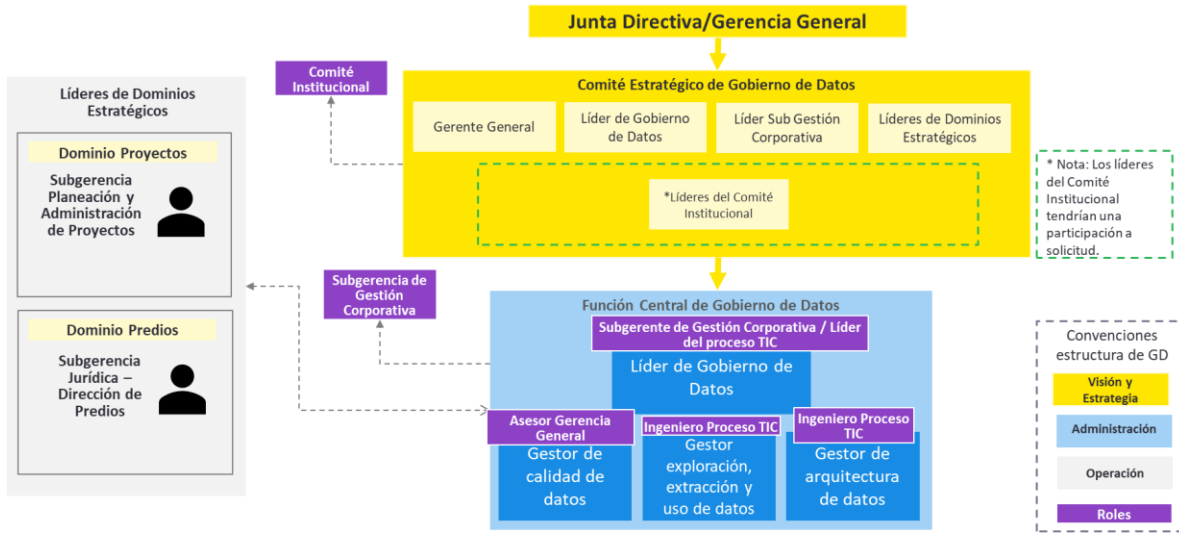 Junta Directiva/Gerencia General
Comité
Institucional
Comité Estratégico de Gobierno de Datos
Gerente General
Líder de Gobierno
de Datos
Líder Sub Gestión
Corporativa
Líderes de Dominios
Estratégicos
*Líderes del Comité
Institucional
* Nota: Los líderes
del Comité
Institucional
tendrían una
participación a
solicitud.
Líderes de Dominios
Estratégicos
Dominio Proyectos
Subgerencia
Planeación y
Administración
de Proyectos
Dominio Predios
Subgerencia
Jurídica –
Dirección de
Predios
Subgerencia de
Gestión
Corporativa
Función Central de Gobierno de Datos
Subgerente de Gestión Corporativa / Líder
del proceso TIC
Líder de Gobierno de
Datos
Asesor Gerencia
General
Gestor de
calidad de
datos
Ingeniero Proceso TIC
Gestor
exploración,
extracción y
uso de datos
Ingeniero Proceso
TIC
Gestor de
arquitectura
de datos
Convenciones
estructura de GD
Visión y
Estrategia
Administración
Operación
Roles